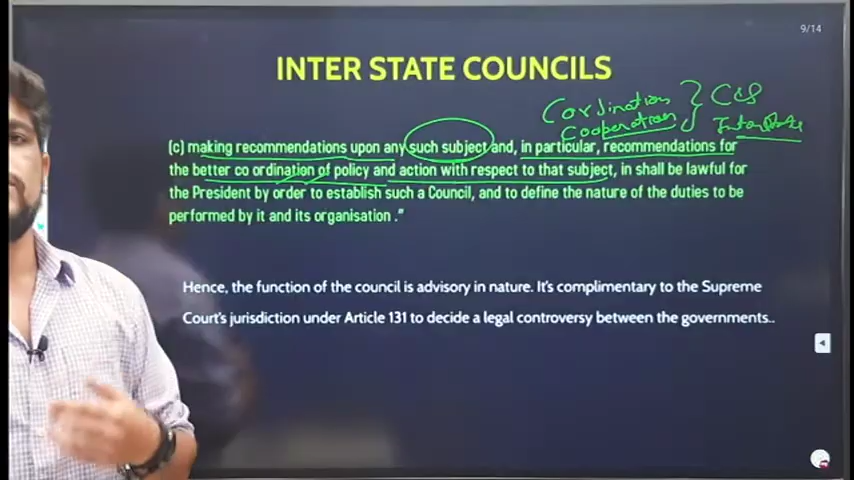 9/14
INTER STATE COUNCILS
Coordination
Cooperation
C & S
(c) making recommendations upon any such subject and, in particular, recommendations for
the better co ordination of policy and action with respect to that subject, in shall be lawful for
the President by order to establish such a Council, and to define the nature of the duties to be
performed by it and its organisation ."
Hence, the function of the council is advisory in nature. It's complimentary to the Supreme
Court's jurisdiction under Article 131 to decide a legal controversy between the governments..